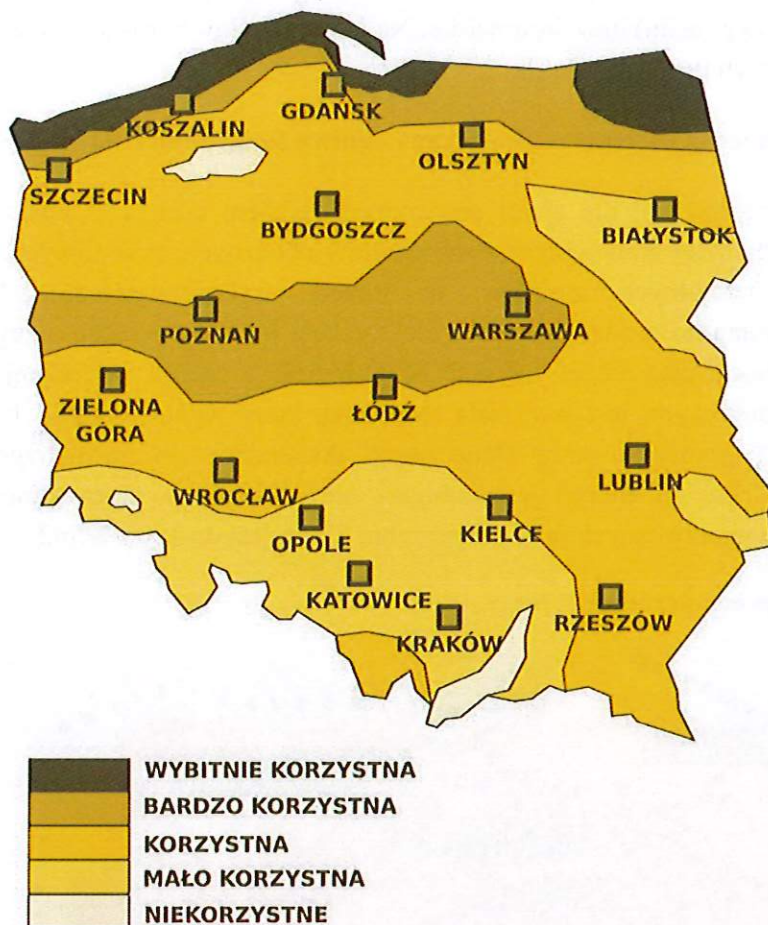 GDAŃSK
KOSZALIN
OLSZTYN
SZCZECIN
BYDGOSZCZ
BIAŁYSTOK
POZNAŃ
WARSZAWA
ZIELONA
GÓRA
ŁÓDŹ
WROCŁAW
LUBLIN
OPOLE
KIELCE
KATOWICE
KRAKÓW
RZESZÓW
WYBITNIE KORZYSTNA
BARDZO KORZYSTNA
KORZYSTNA
MAŁO KORZYSTNA
NIEKORZYSTNE